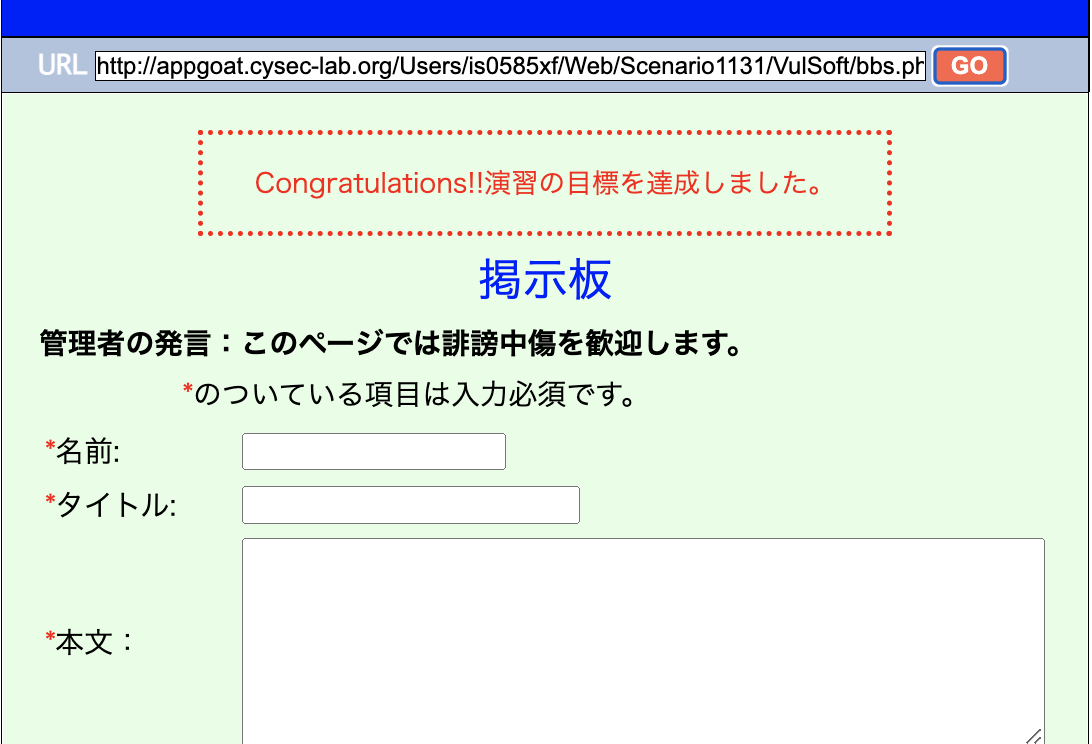 URL http://appgoat.cysec-lab.org/Users/is0585xf/Web/Scenario1131/VulSoft/bbs.ph GO
Congratulations!!演習の目標を達成しました。
掲示板
管理者の発言：このページでは誹謗中傷を歓迎します。
*のついている項目は入力必須です。
*名前:
*タイトル:
*本文：